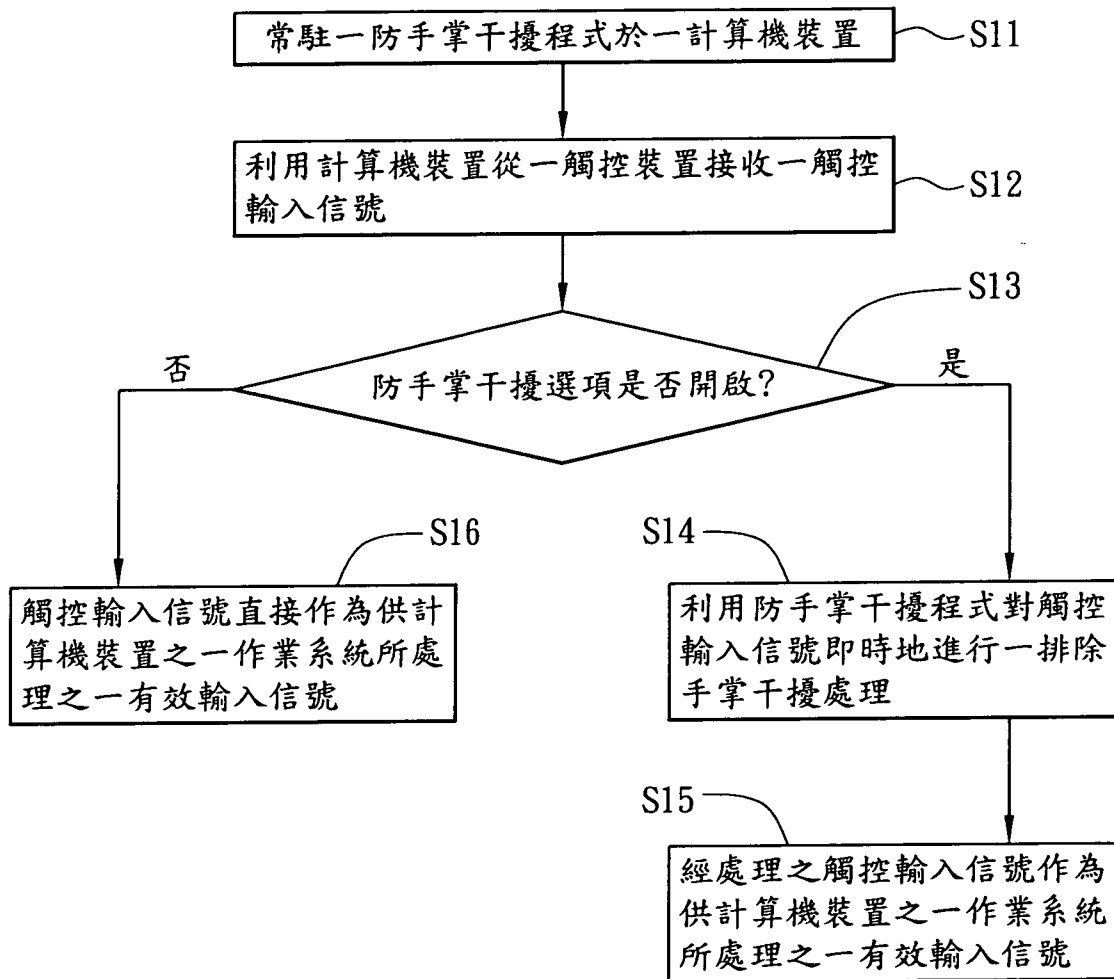 常駐一防手掌干擾程式於一計算機裝置
S11
利用計算機裝置從一觸控裝置接收一觸控
輸入信號
S12
S13
防手掌干擾選項是否開啟?
否
是
S16
觸控輸入信號直接作為供計
算機裝置之一作業系統所處
理之一有效輸入信號
S14
利用防手掌干擾程式對觸控
輸入信號即時地進行一排除
手掌干擾處理
S15
經處理之觸控輸入信號作為
供計算機裝置之一作業系統
所處理之一有效輸入信號